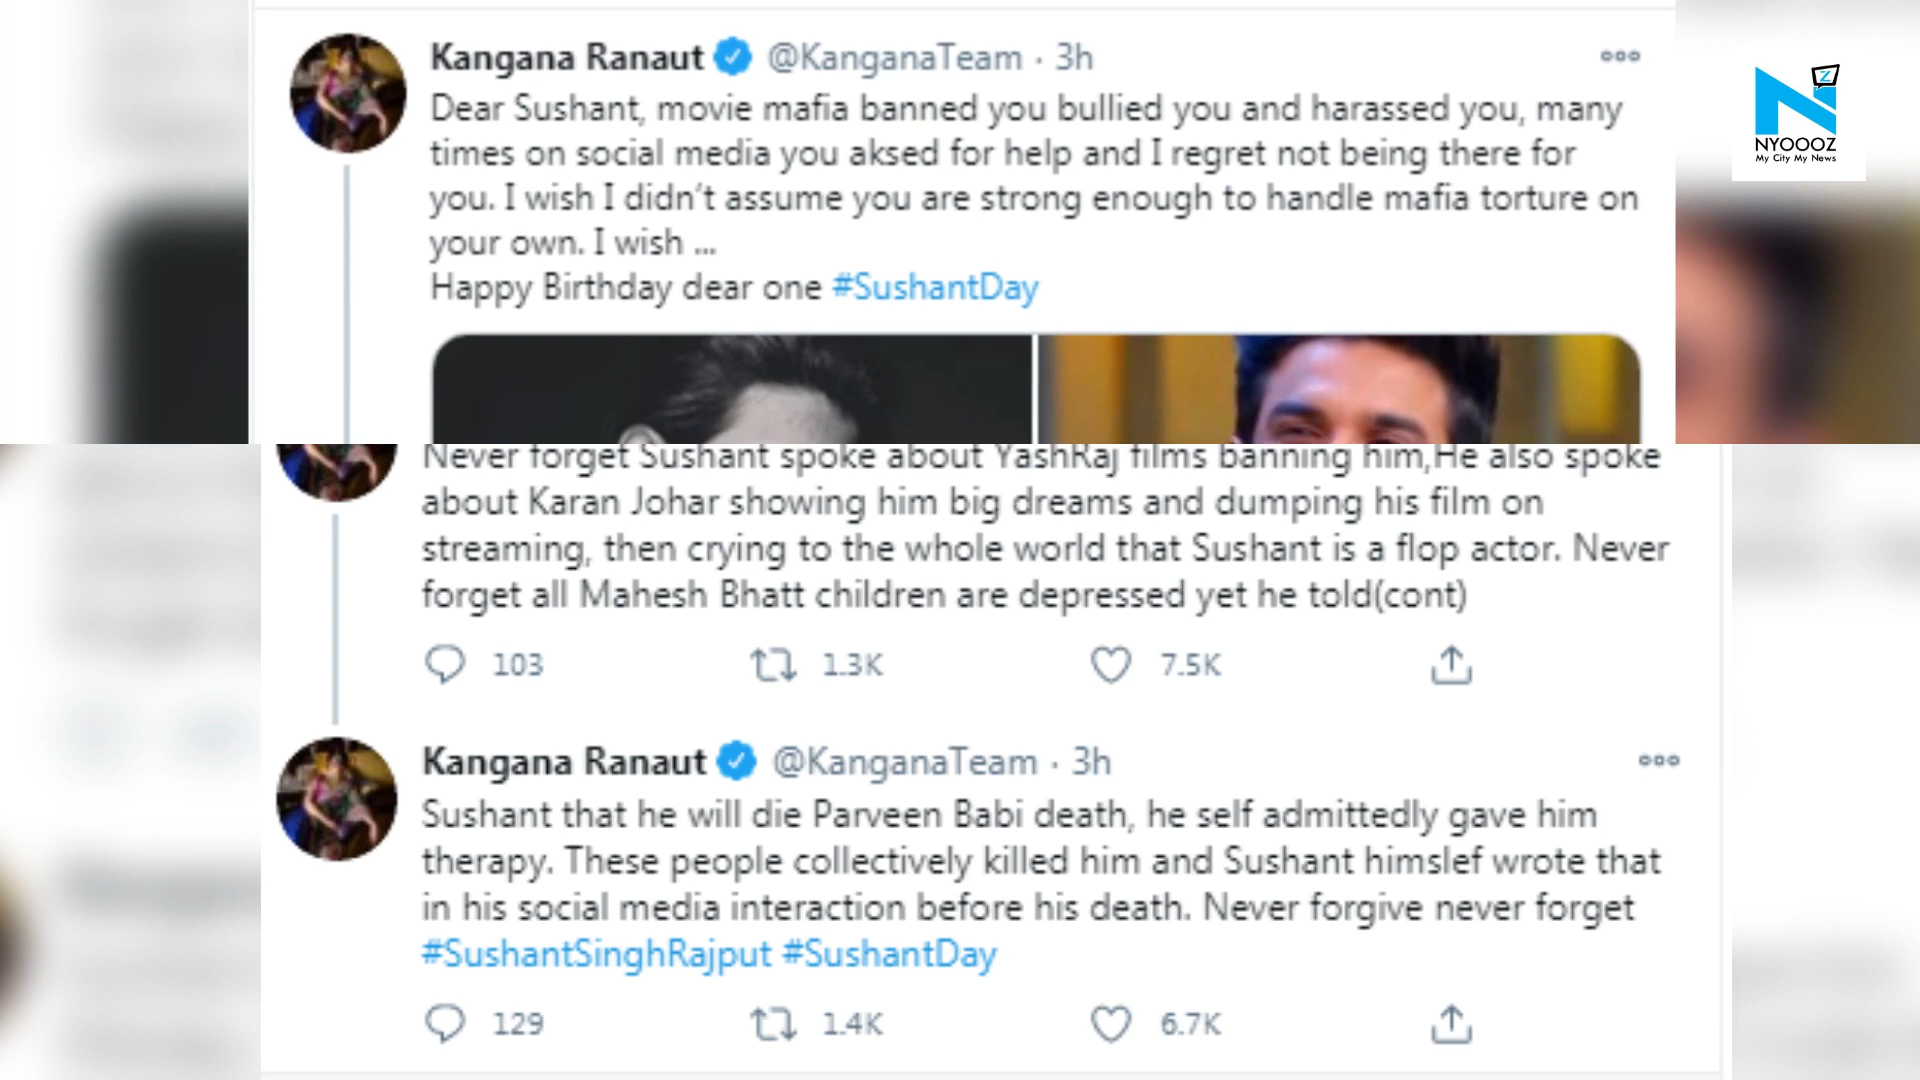 Kangana Ranaut @KanganaTeam · 3h
Dear Sushant, movie mafia banned you bullied you and harassed you, many
times on social media you aksed for help and I regret not being there for
you. I wish I didn't assume you are strong enough to handle mafia torture on
your own. I wish ...
Happy Birthday dear one #SushantDay
NYOOOZ
My City My News
Never forget Sushant spoke about YashRaj films banning him,He also spoke
about Karan Johar showing him big dreams and dumping his film on
streaming, then crying to the whole world that Sushant is a flop actor. Never
forget all Mahesh Bhatt children are depressed yet he told(cont)
103 1.3K 7.5K
Kangana Ranaut @KanganaTeam · 3h
Sushant that he will die Parveen Babi death, he self admittedly gave him
therapy. These people collectively killed him and Sushant himslef wrote that
in his social media interaction before his death. Never forgive never forget
#SushantSinghRajput #SushantDay
129 1.4K 6.7K